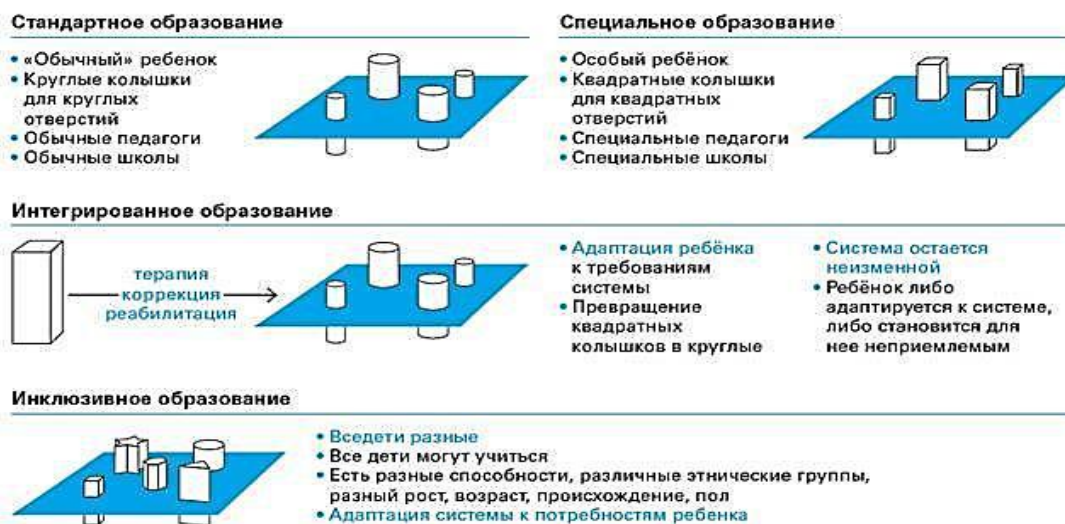 Стандартное образование
• «Обычный» ребенок
• Круглые колышки
для круглых
отверстий
• Обычные педагоги
• Обычные школы
Специальное образование
• Особый ребёнок
• Квадратные колышки
для квадратных
отверстий
• Специальные педагоги
• Специальные школы
Интегрированное образование
терапия
коррекция
реабилитация
• Адаптация ребёнка
к требованиям
системы
• Превращение
квадратных
колышков в круглые
• Система остается
неизменной
• Ребёнок либо
адаптируется к системе,
либо становится для
нее неприемлемым
Инклюзивное образование
• Вседети разные
• Все дети могут учиться
• Есть разные способности, различные этнические группы,
разный рост, возраст, происхождение, пол
• Адаптация системы к потребностям ребенка